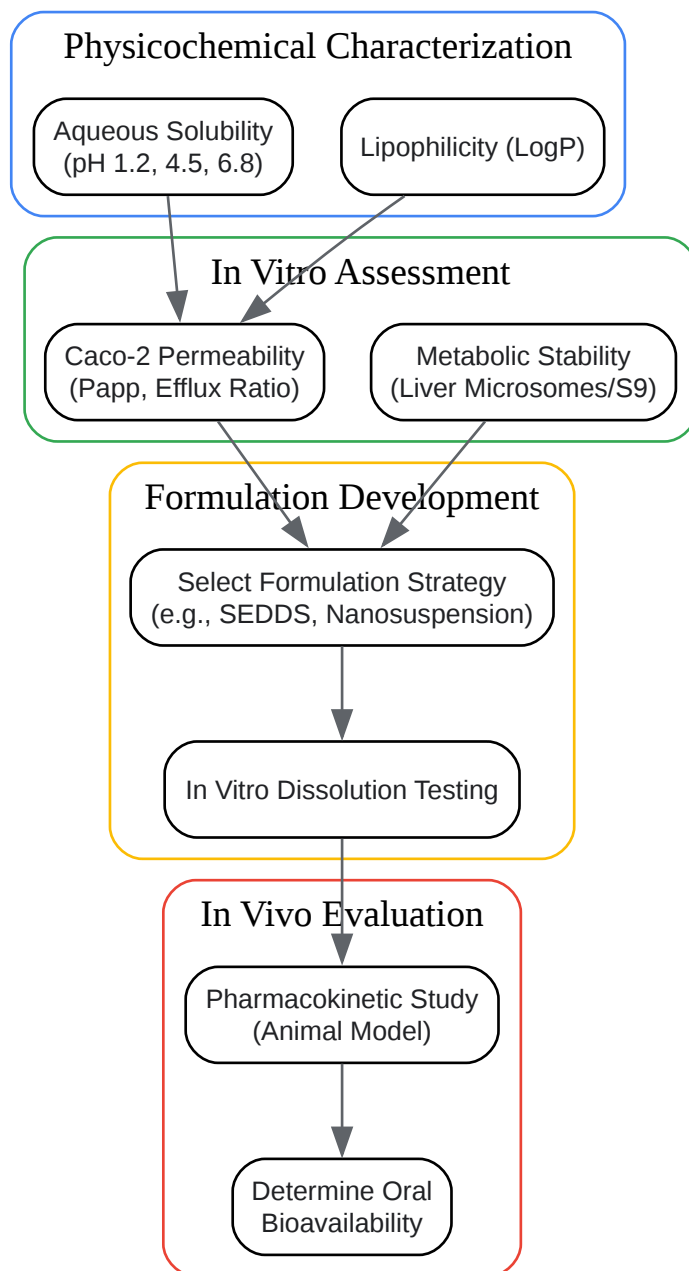 Physicochemical Characterization
Aqueous Solubility
(pH 1.2, 4.5, 6.8)
Lipophilicity (LogP)
In Vitro Assessment
Caco-2 Permeability
(Papp, Efflux Ratio)
Metabolic Stability
(Liver Microsomes/S9)
Formulation Development
Select Formulation Strategy
(e.g., SEDDS, Nanosuspension)
In Vitro Dissolution Testing
In Vivo Evaluation
Pharmacokinetic Study
(Animal Model)
Determine Oral
Bioavailability